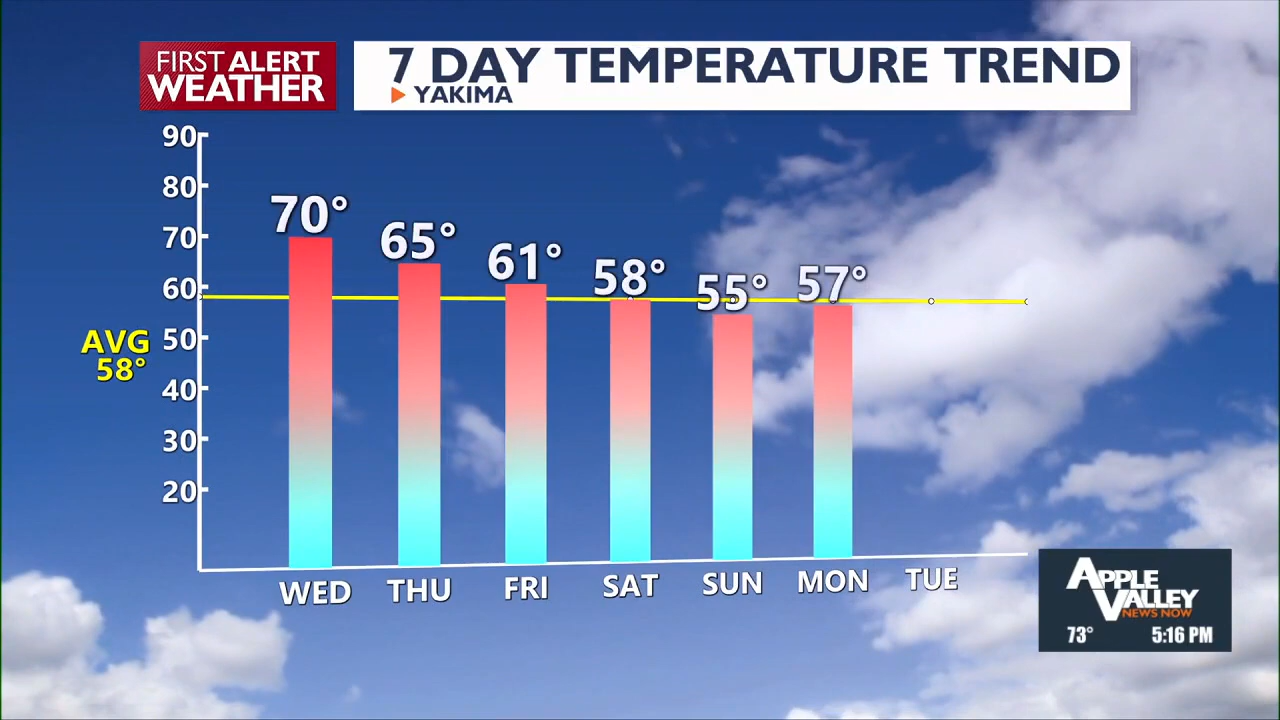 FIRST ALERT
WEATHER
7 DAY TEMPERATURE TREND
YAKIMA
90
80
70
60
50
40
30
20
AVG
58°
70°
65°
61°
58°
55°
57°
WED
THU
FRI
SAT
SUN
MON
TUE
APPLE
VALLEY
NEWS NOW
73°
5:16 PM